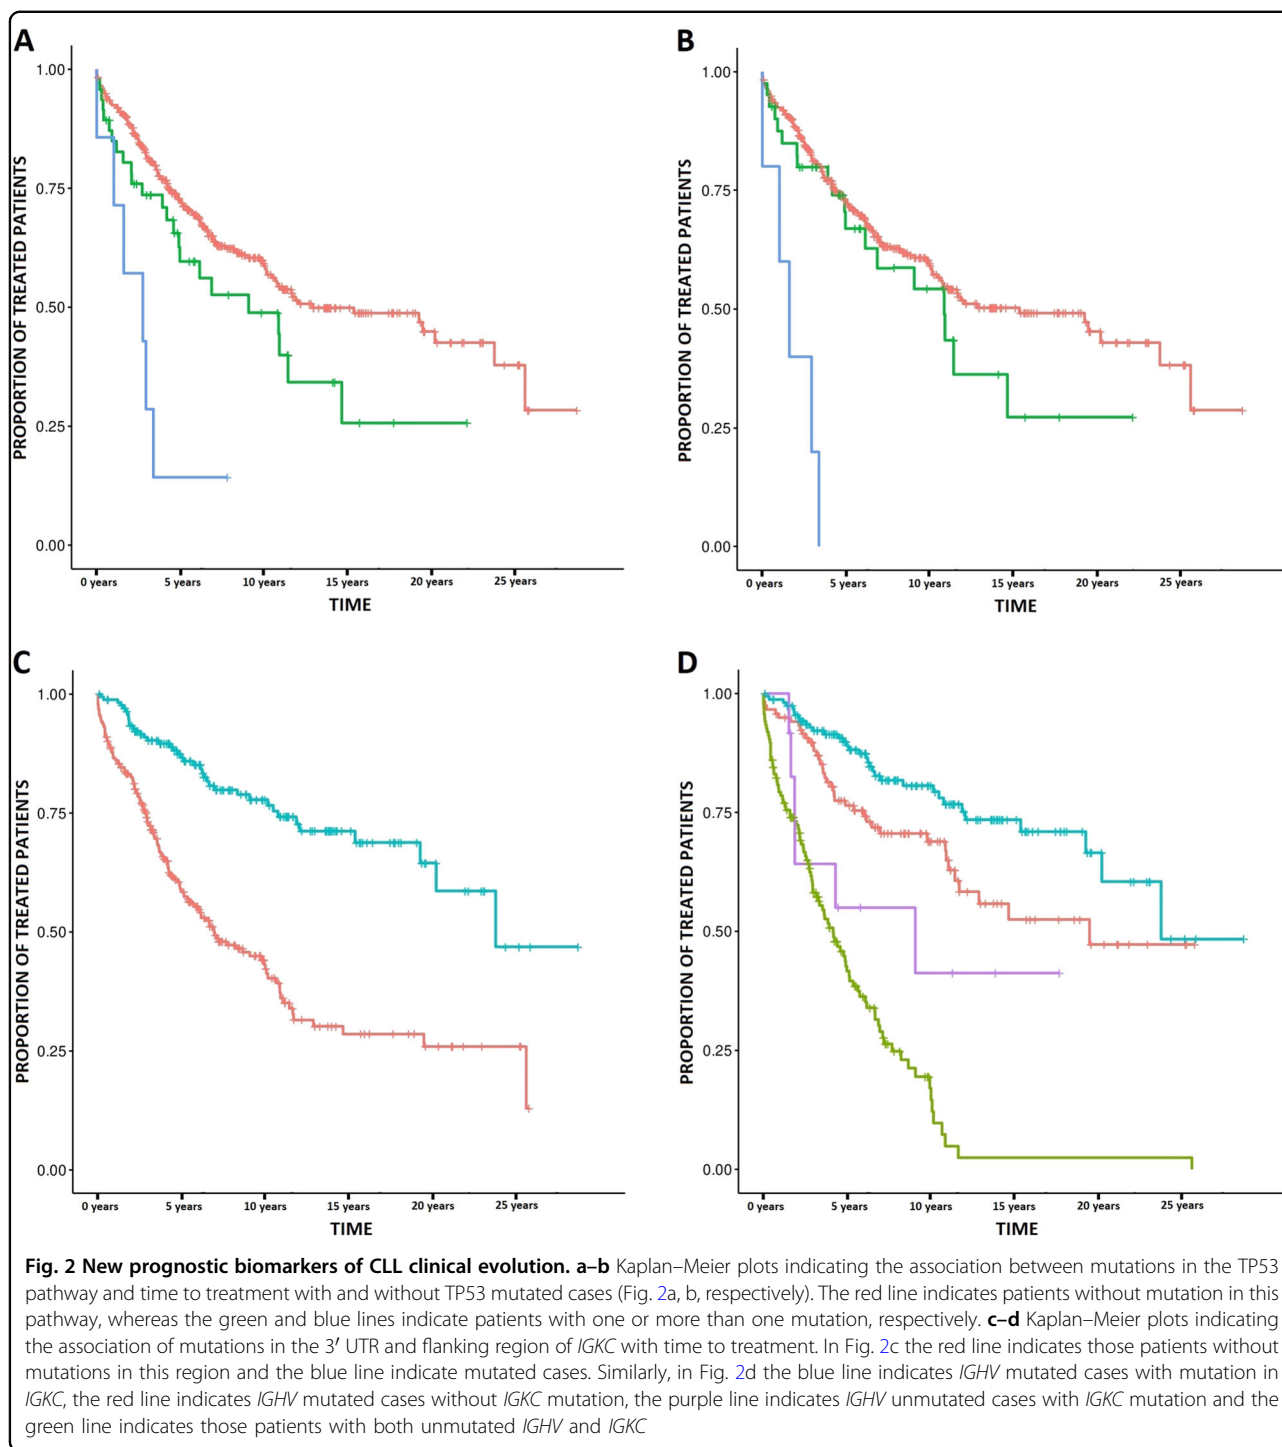 A
PROPORTION OF TREATED PATIENTS
1.00
0.75
0.50
0.25
0.00
0 years 5 years 10 years 15 years 20 years 25 years
TIME
B
PROPORTION OF TREATED PATIENTS
1.00
0.75
0.50
0.25
0.00
0 years 5 years 10 years 15 years 20 years 25 years
TIME
C
PROPORTION OF TREATED PATIENTS
1.00
0.75
0.50
0.25
0.00
0 years 5 years 10 years 15 years 20 years 25 years
TIME
D
PROPORTION OF TREATED PATIENTS
1.00
0.75
0.50
0.25
0.00
0 years 5 years 10 years 15 years 20 years 25 years
TIME
Fig. 2 New prognostic biomarkers of CLL clinical evolution. a–b Kaplan–Meier plots indicating the association between mutations in the TP53
pathway and time to treatment with and without TP53 mutated cases (Fig. 2a, b, respectively). The red line indicates patients without mutation in this
pathway, whereas the green and blue lines indicate patients with one or more than one mutation, respectively. c–d Kaplan–Meier plots indicating
the association of mutations in the 3′ UTR and flanking region of IGKC with time to treatment. In Fig. 2c the red line indicates those patients without
mutations in this region and the blue line indicate mutated cases. Similarly, in Fig. 2d the blue line indicates IGHV mutated cases with mutation in
IGKC, the red line indicates IGHV mutated cases without IGKC mutation, the purple line indicates IGHV unmutated cases with IGKC mutation and the
green line indicates those patients with both unmutated IGHV and IGKC